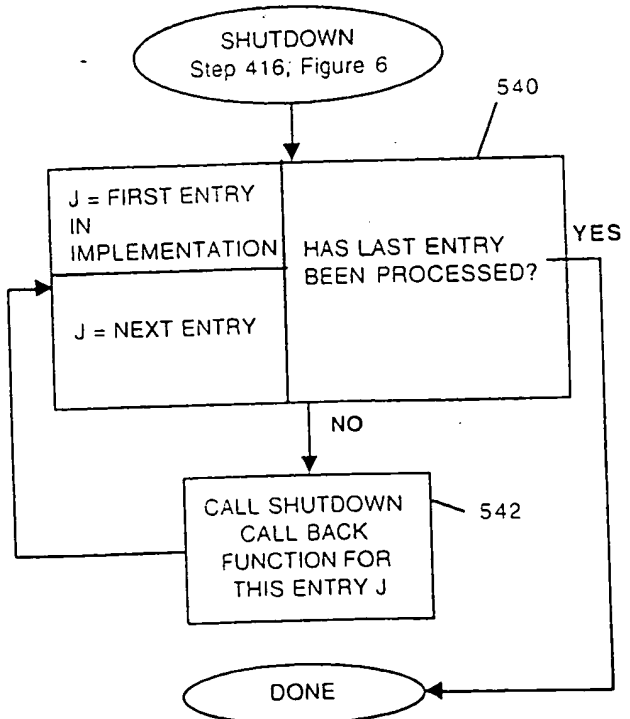 SHUTDOWN
Step 416, Figure 6
540
J = FIRST ENTRY
IN
IMPLEMENTATION
HAS LAST ENTRY
BEEN PROCESSED?
YES
J = NEXT ENTRY
NO
CALL SHUTDOWN
CALL BACK
FUNCTION FOR
THIS ENTRY J
542
DONE